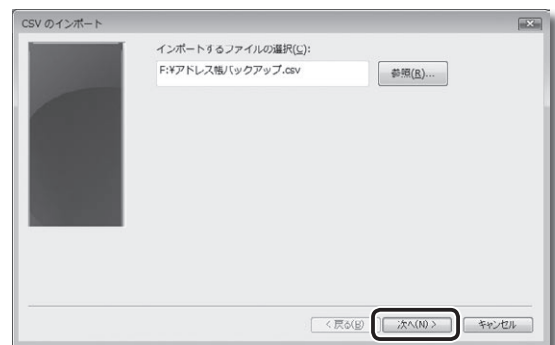 CSV のインポート
インポートするファイルの選択(C):
F:¥アドレス帳バックアップ.csv
参照(R)...
< 戻る(B)
次へ(N) >
キャンセル